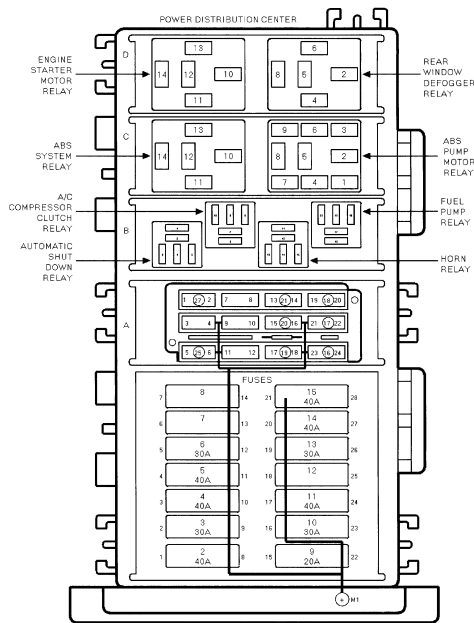 POWER DISTRIBUTION CENTER
ENGINE
STARTER
MOTOR
RELAY
D
13
14 12 10
11
6
8 5 2
4
REAR
WINDOW
DEFOGGER
RELAY
ABS
SYSTEM
RELAY
C
13
14 12 10
11
9 6 3
8 5 2
7 4 1
ABS
PUMP
MOTOR
RELAY
A/C
COMPRESSOR
CLUTCH
RELAY
FUEL
PUMP
RELAY
B
AUTOMATIC
SHUT
DOWN
RELAY
HORN
RELAY
A
1 27 2 7 8 13 21 14 19 18 20
3 4 9 10 15 20 16 21 17 22
5 25 6 11 12 17 19 18 23 16 24
FUSES
7 8 14
21 15 40A 28
6 7 13
20 14 40A 27
5 6 30A 12
19 13 30A 26
4 5 40A 11
18 12 25
3 4 40A 10
17 11 40A 24
2 3 30A 9
16 10 30A 23
1 2 40A 8
15 9 20A 22
+ M1